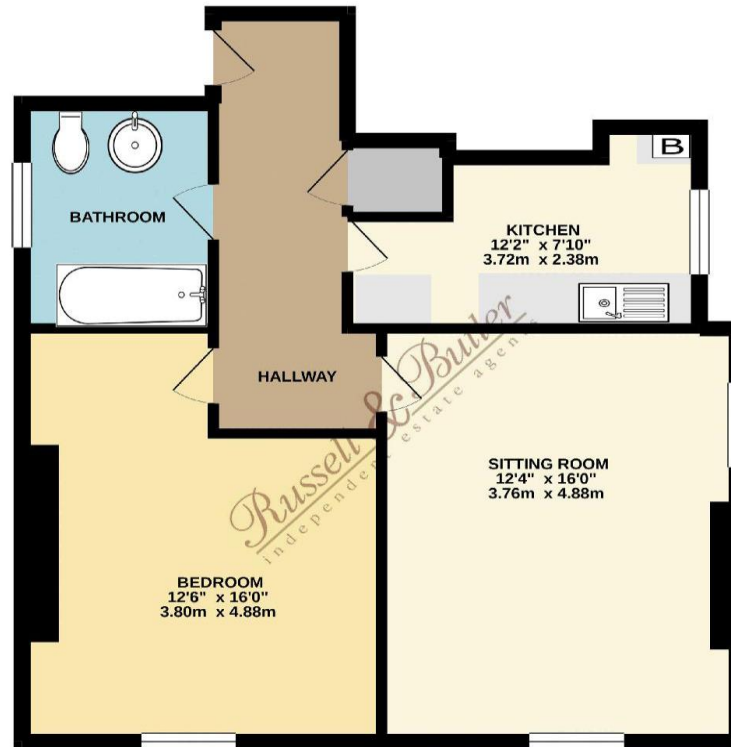 B
KITCHEN
12'2" x 7'10"
3.72m x 2.38m
BATHROOM
HALLWAY
Russell & Butler
independent estate agents
SITTING ROOM
12'4" x 16'0"
3.76m x 4.88m
BEDROOM
12'6" x 16'0"
3.80m x 4.88m